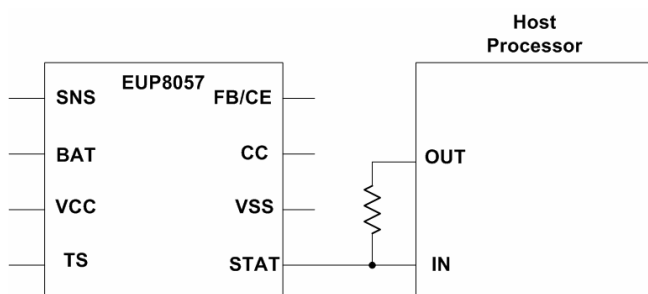 Host
Processor
EUP8057
SNS FB/CE
BAT CC OUT
VCC VSS
TS STAT IN